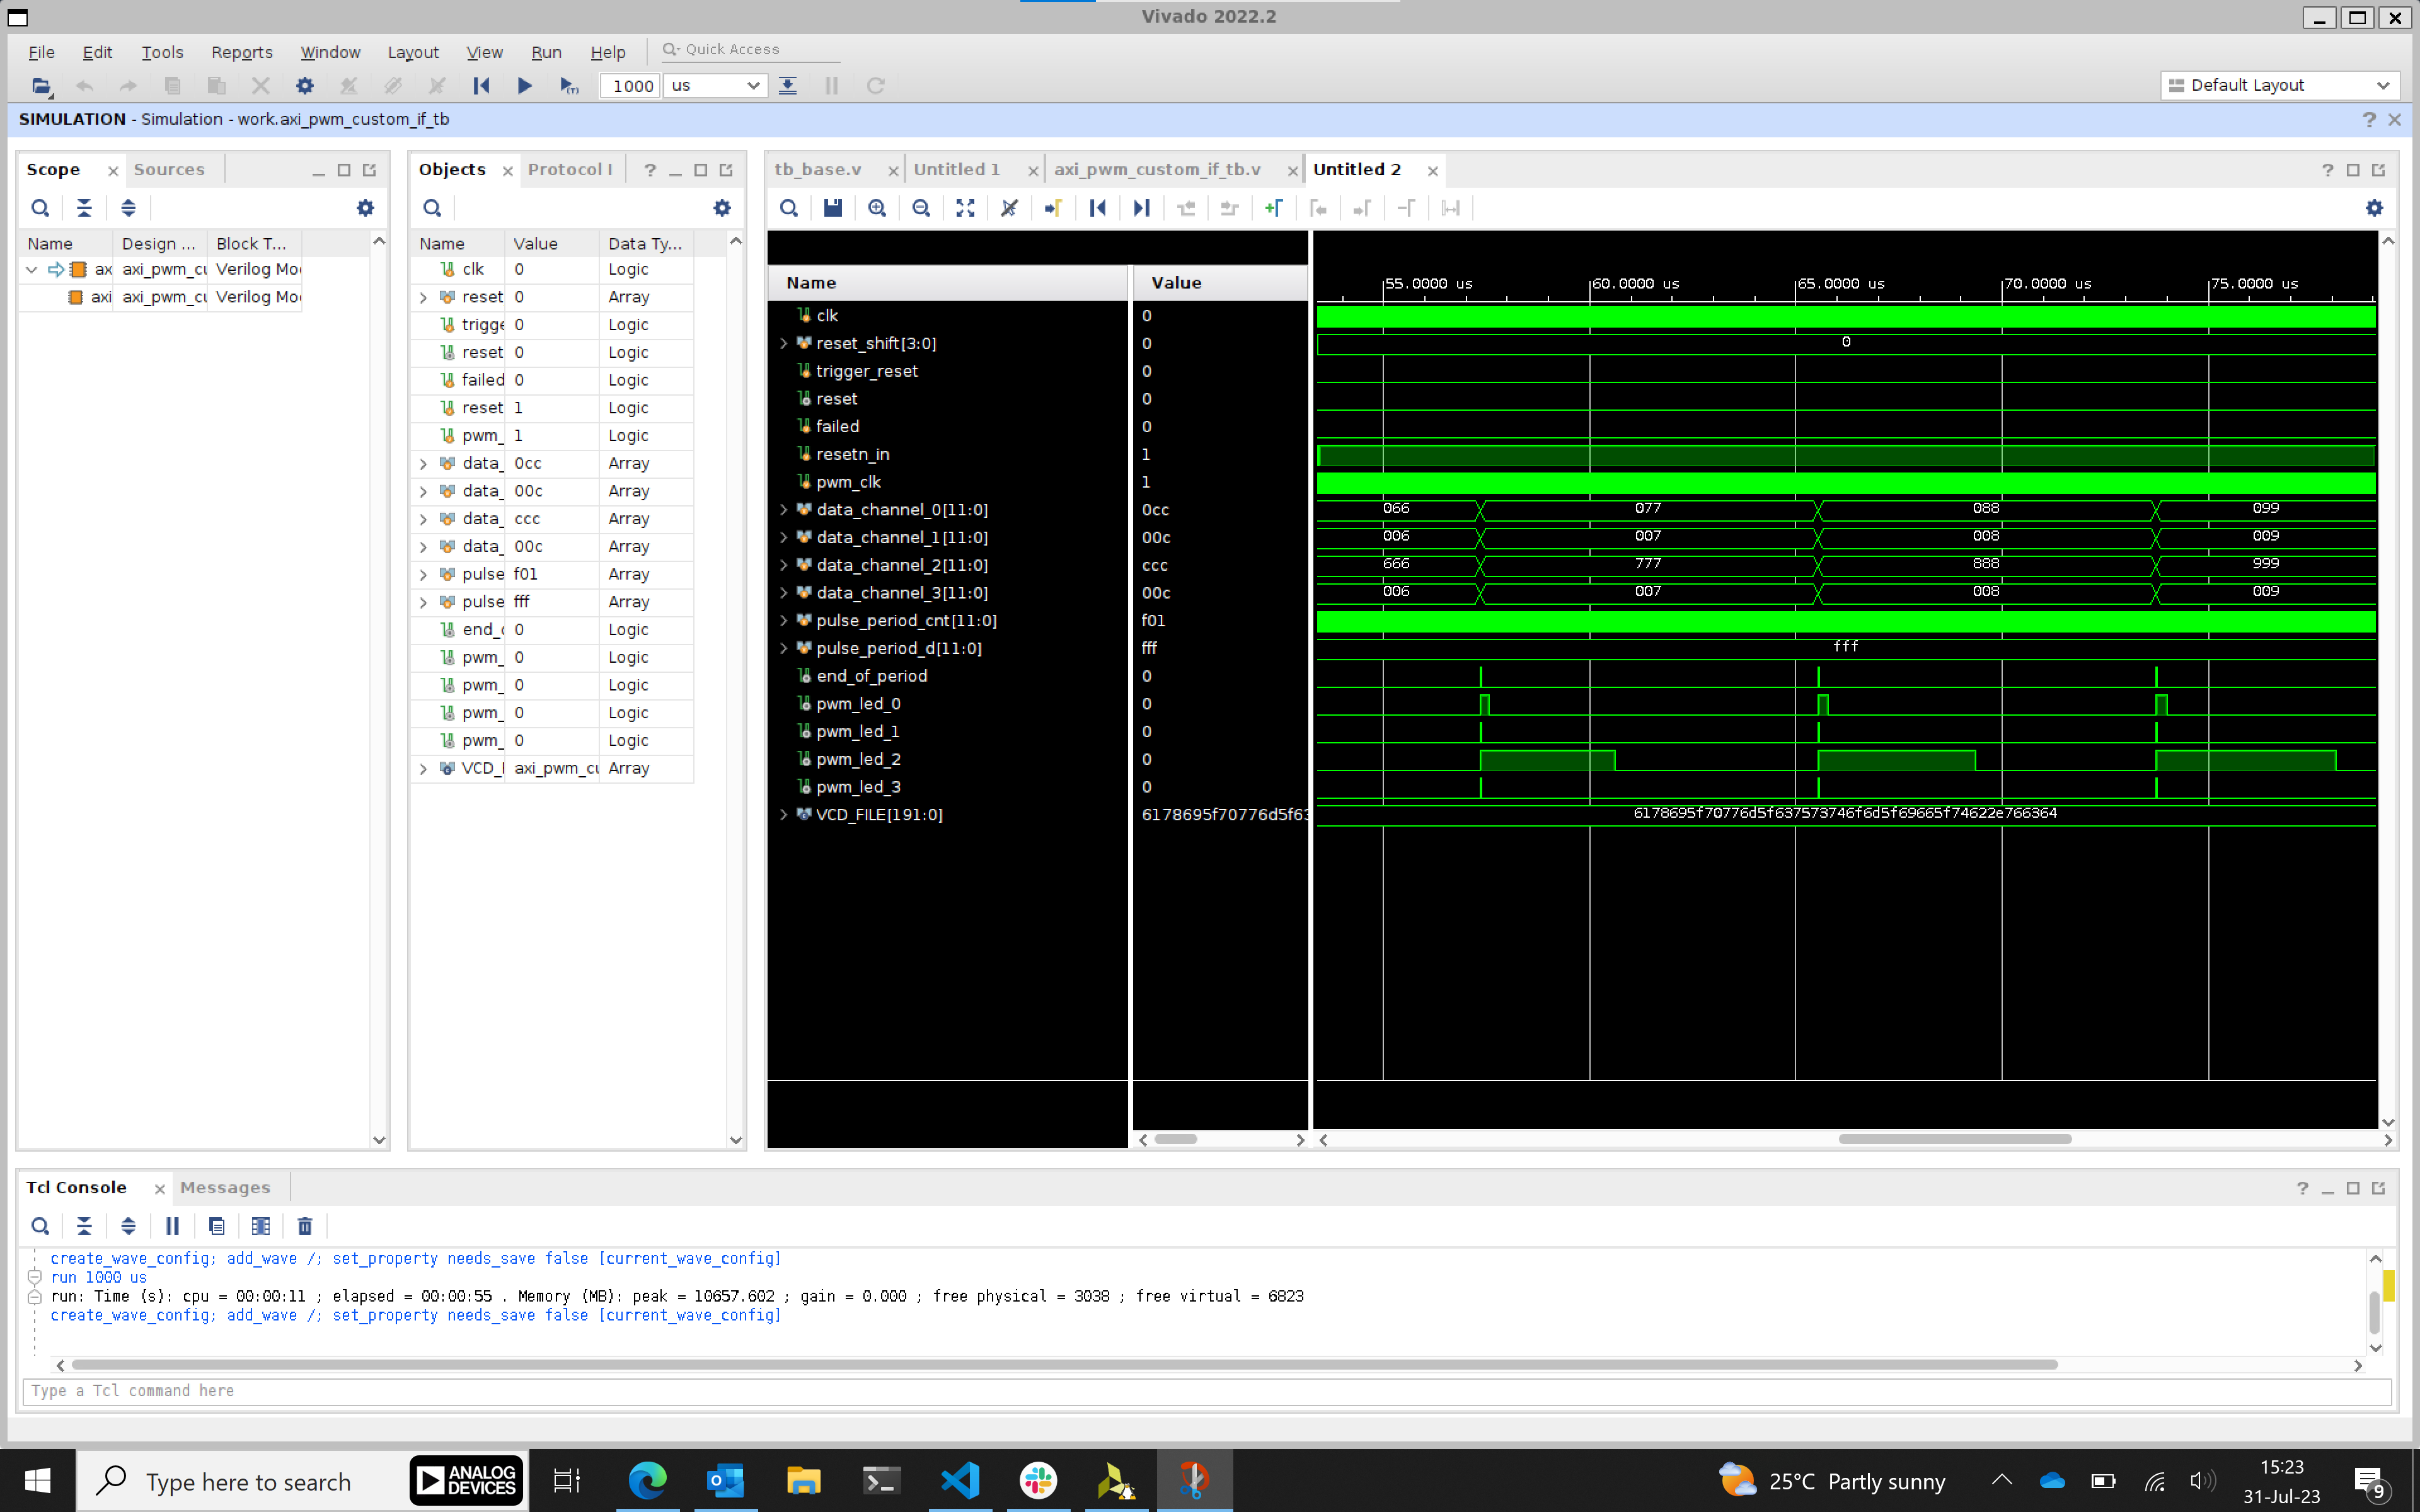 Vivado 2022.2
File Edit Tools Reports Window Layout View Run Help Quick Access
1000 us Default Layout
SIMULATION - Simulation - work.axi_pwm_custom_if_tb
Scope Sources
Name Design ... Block T...
ax axi_pwm_cu Verilog Mo
axi axi_pwm_cu Verilog Mo
Objects Protocol I
Name Value Data Ty...
clk 0 Logic
reset 0 Array
trigge 0 Logic
reset 0 Logic
failed 0 Logic
reset 1 Logic
pwm_ 1 Logic
data_ 0cc Array
data_ 00c Array
data_ ccc Array
data_ 00c Array
pulse f01 Array
pulse fff Array
end_ 0 Logic
pwm_ 0 Logic
pwm_ 0 Logic
pwm_ 0 Logic
pwm_ 0 Logic
VCD_ axi_pwm_cu Array
tb_base.v Untitled 1 axi_pwm_custom_if_tb.v Untitled 2
Name Value
55.0000 us 60.0000 us 65.0000 us 70.0000 us 75.0000 us
clk 0
reset_shift[3:0] 0 0
trigger_reset 0
reset 0
failed 0
resetn_in 1
pwm_clk 1
data_channel_0[11:0] 0cc 066 077 088 099
data_channel_1[11:0] 00c 006 007 008 009
data_channel_2[11:0] ccc 666 777 888 999
data_channel_3[11:0] 00c 006 007 008 009
pulse_period_cnt[11:0] f01
pulse_period_d[11:0] fff fff
end_of_period 0
pwm_led_0 0
pwm_led_1 0
pwm_led_2 0
pwm_led_3 0
VCD_FILE[191:0] 6178695f70776d5f63 6178695f70776d5f637573746f6d5f69665f74622e766364
Tcl Console Messages
create_wave_config; add_wave /; set_property needs_save false [current_wave_config]
run 1000 us
run: Time (s): cpu = 00:00:11 ; elapsed = 00:00:55 . Memory (MB): peak = 10657.602 ; gain = 0.000 ; free physical = 3038 ; free virtual = 6823
create_wave_config; add_wave /; set_property needs_save false [current_wave_config]
Type a Tcl command here
Type here to search ANALOG DEVICES
25°C Partly sunny
15:23
31-Jul-23
9